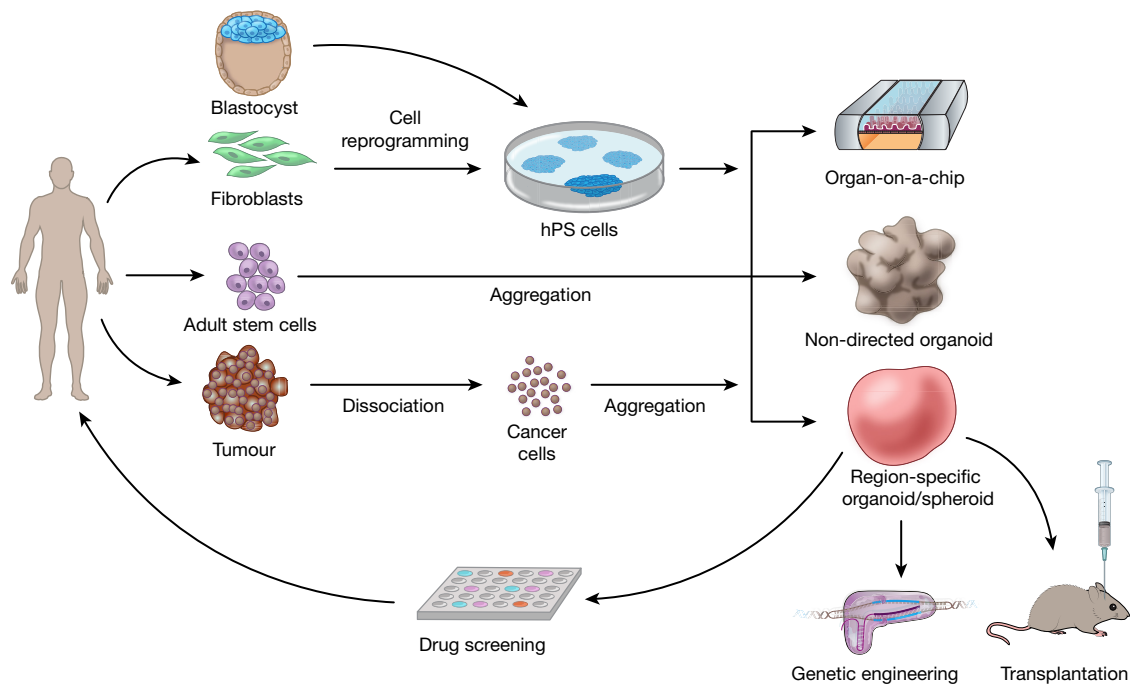 Blastocyst
Cell
reprogramming
Fibroblasts
hPS cells
Organ-on-a-chip
Aggregation
Adult stem cells
Non-directed organoid
Dissociation
Aggregation
Tumour
Cancer
cells
Region-specific
organoid/spheroid
Drug screening
Genetic engineering
Transplantation